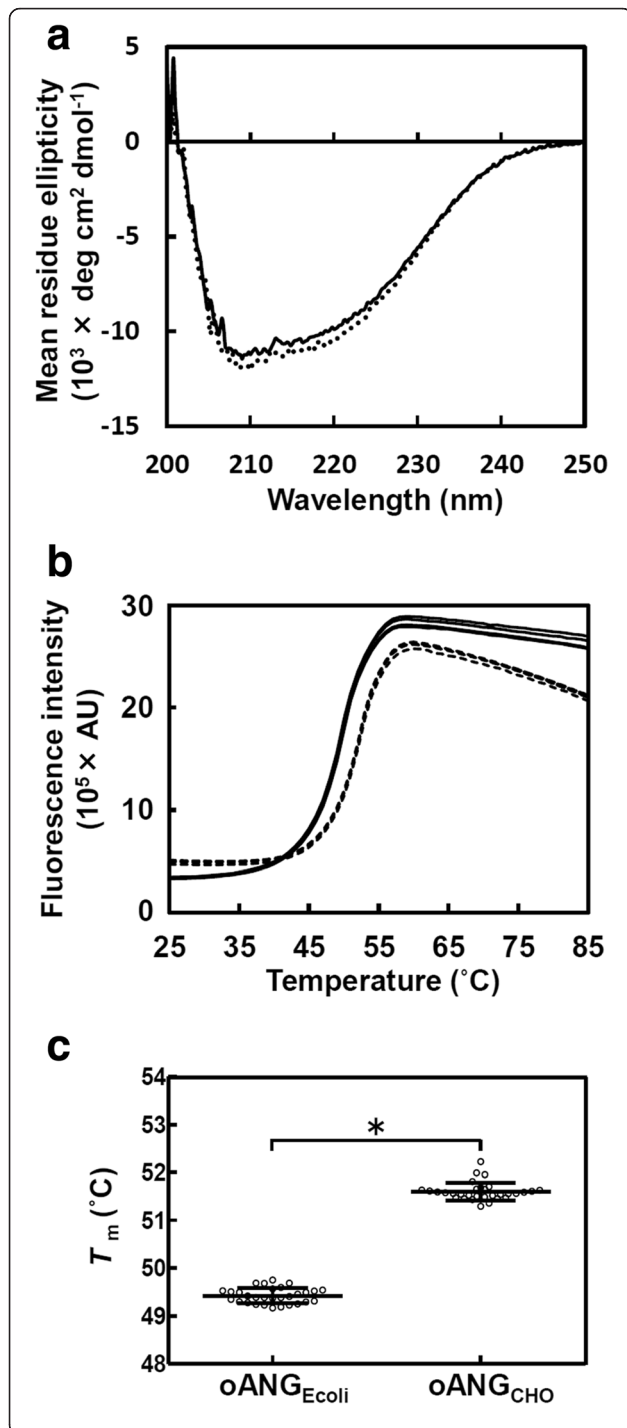 a
Mean residue ellipticity
(10³ × deg cm² dmol⁻¹)
5
0
-5
-10
-15
200 210 220 230 240 250
Wavelength (nm)
b
Fluorescence intensity
(10⁵ × AU)
30
20
10
0
25 35 45 55 65 75 85
Temperature (˚C)
c
Tm (˚C)
54
53
52
51
50
49
48
*
oANGEcoli oANGCHO